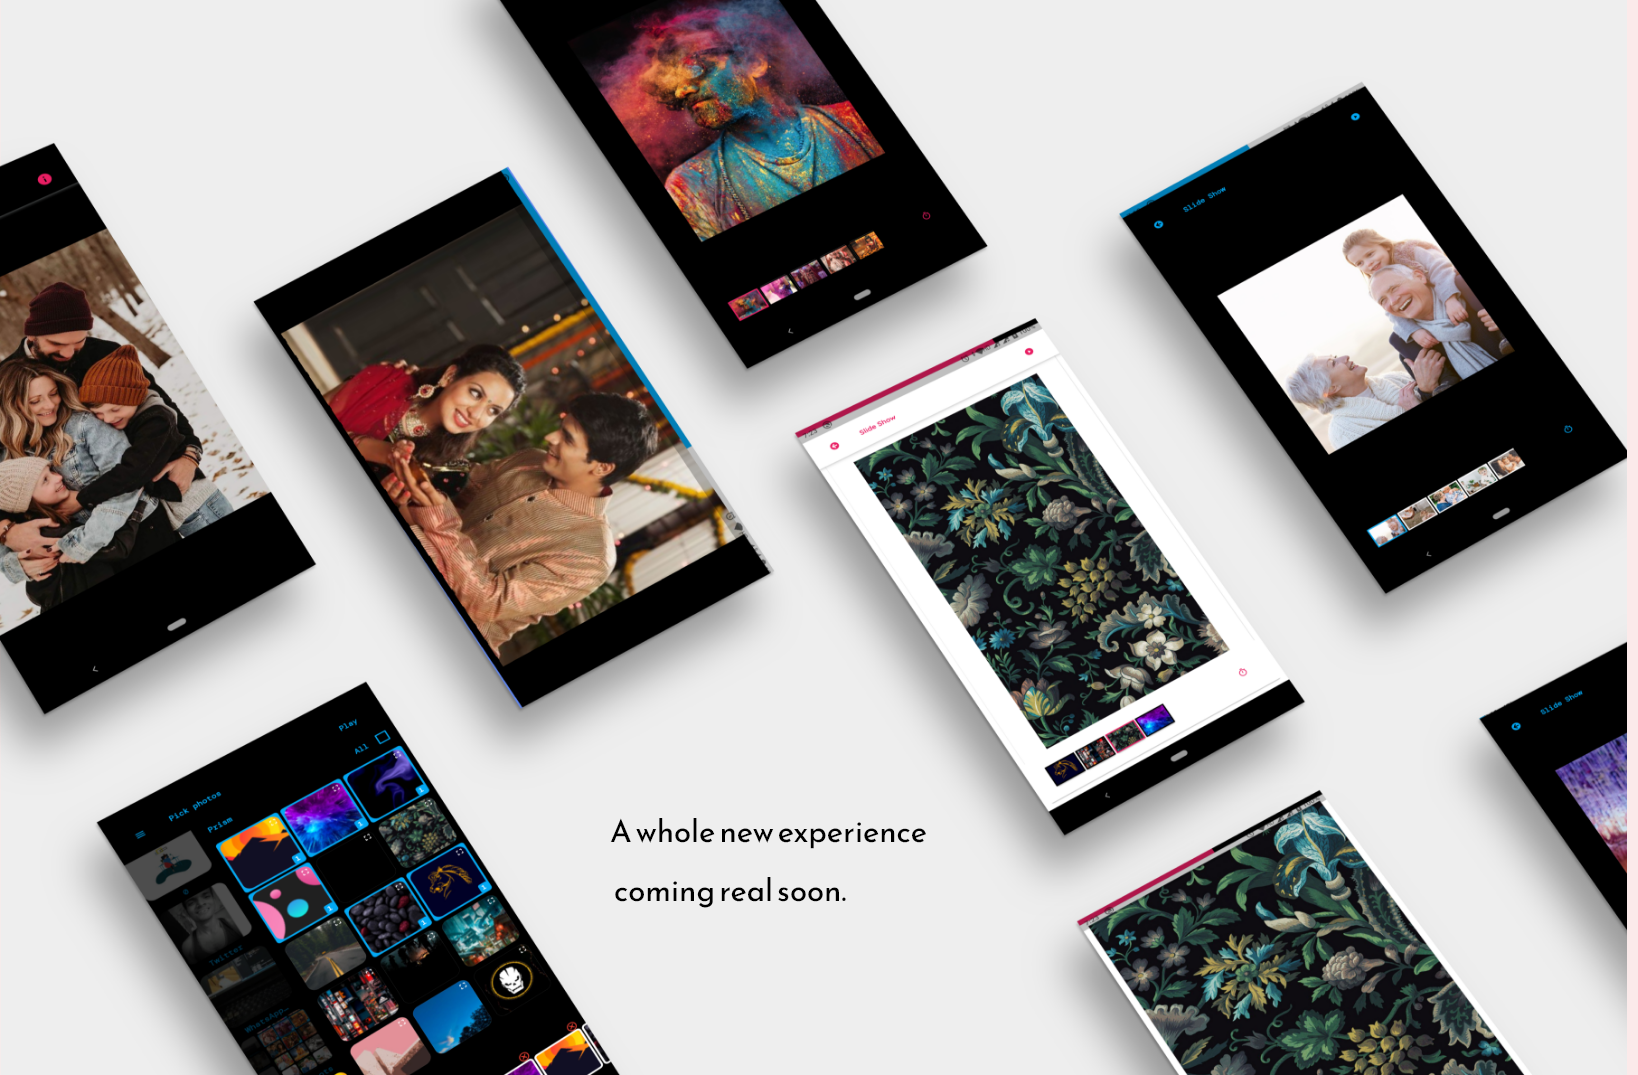 Slide Show
Slide Show
Slide Show
Play
All
Pick photos
Prism
A whole new experience
coming real soon.
Twitter
WhatsApp...